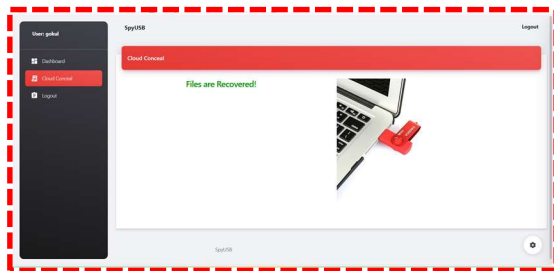 User: gokul
Dashboard
Cloud Conceal
Logout
SpyUSB
Logout
Cloud Conceal
Files are Recovered!
SpyUSB